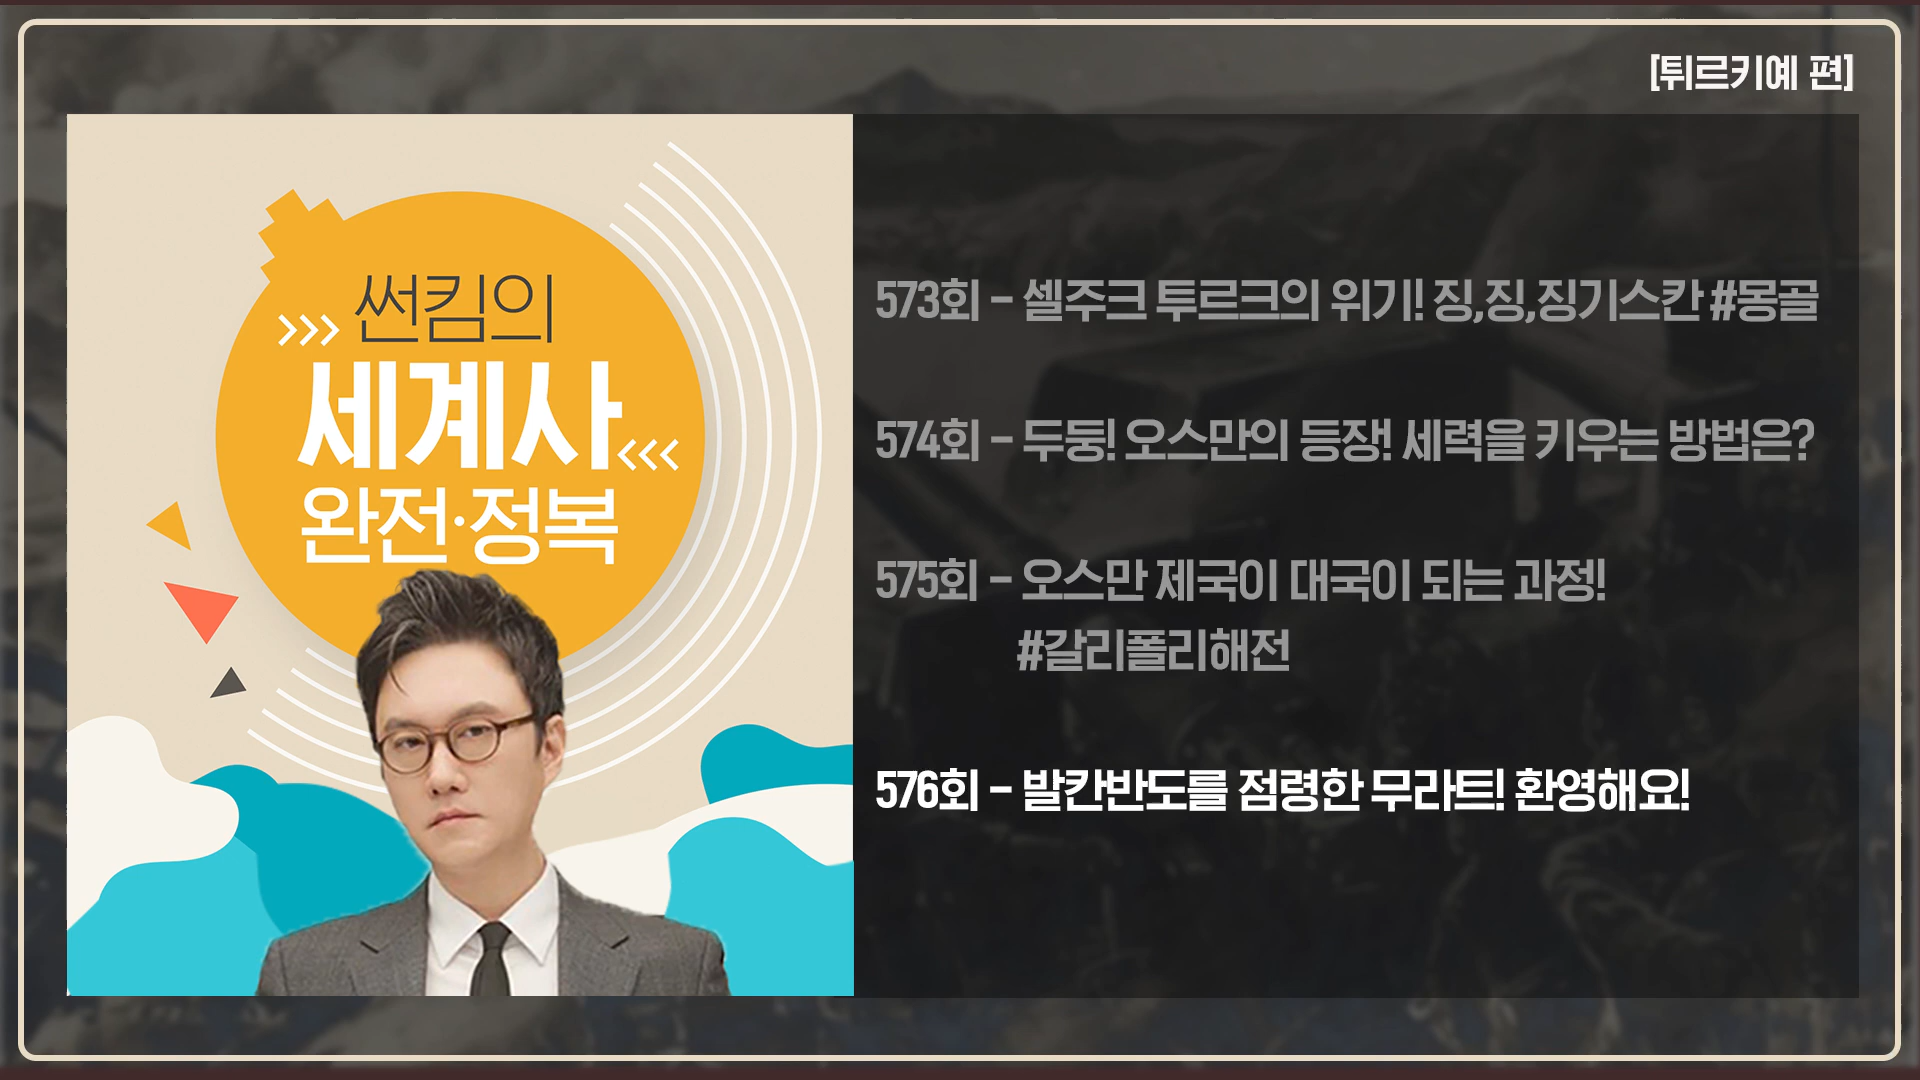 [튀르키예 편]
썬킴의
세계사
완전·정복
573회 - 셀주크 투르크의 위기! 징,징,징기스칸 #몽골
574회 - 두둥! 오스만의 등장! 세력을 키우는 방법은?
575회 - 오스만 제국이 대국이 되는 과정!
#갈리폴리해전
576회 - 발칸반도를 점령한 무라트! 환영해요!